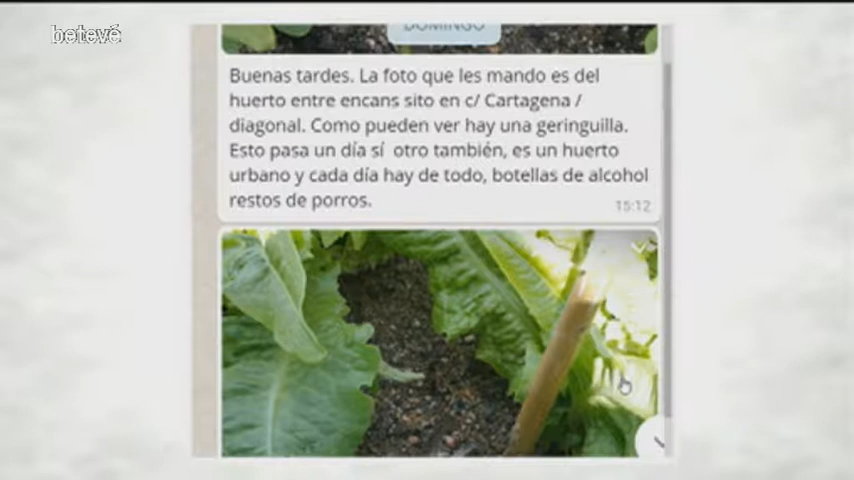 betevé
DOMINGO
Buenas tardes. La foto que les mando es del
huerto entre encans sito en c/ Cartagena /
diagonal. Como pueden ver hay una geringuilla.
Esto pasa un día sí otro también, es un huerto
urbano y cada día hay de todo, botellas de alcohol
restos de porros.
15:12